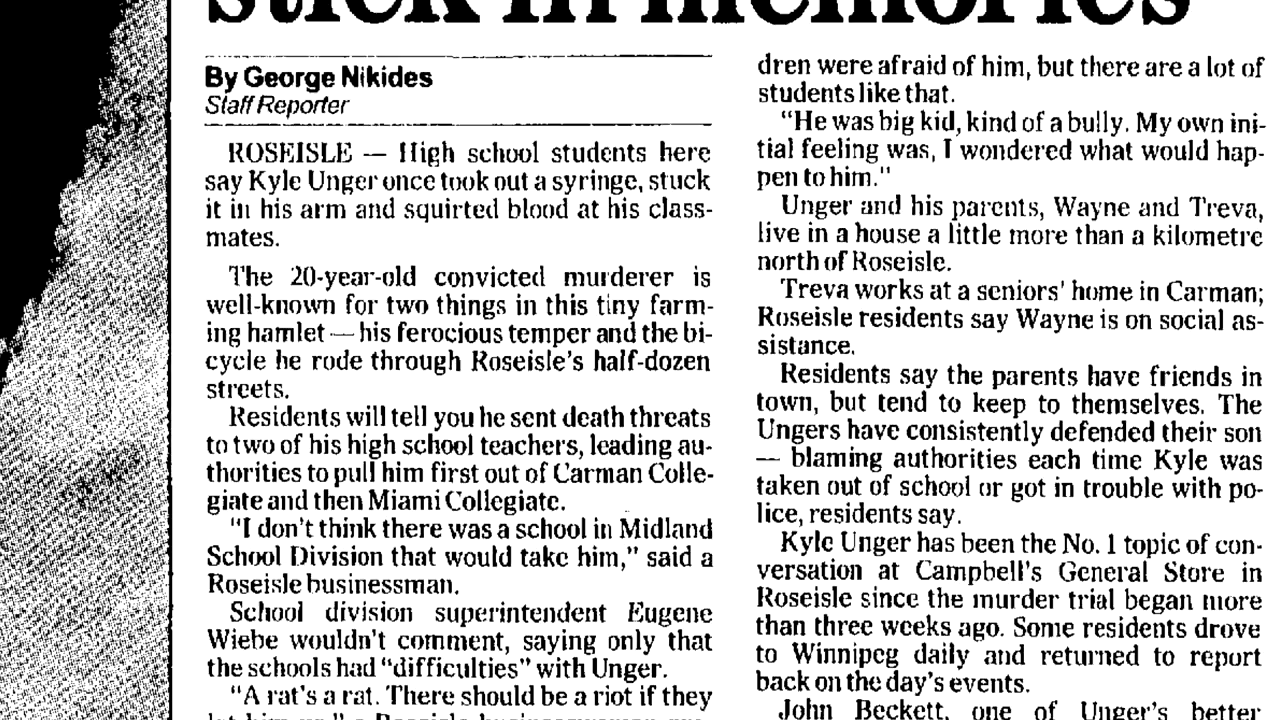 stick in memories
By George Nikides
Staff Reporter
ROSEISLE — High school students here
say Kyle Unger once took out a syringe, stuck
it in his arm and squirted blood at his class-
mates.
The 20-year-old convicted murderer is
well-known for two things in this tiny farm-
ing hamlet — his ferocious temper and the bi-
cycle he rode through Roseisle's half-dozen
streets.
Residents will tell you he sent death threats
to two of his high school teachers, leading au-
thorities to pull him first out of Carman Colle-
giate and then Miami Collegiate.
"I don't think there was a school in Midland
School Division that would take him," said a
Roseisle businessman.
School division superintendent Eugene
Wiebe wouldn't comment, saying only that
the schools had "difficulties" with Unger.
"A rat's a rat. There should be a riot if they
dren were afraid of him, but there are a lot of
students like that.
"He was big kid, kind of a bully. My own ini-
tial feeling was, I wondered what would hap-
pen to him."
Unger and his parents, Wayne and Treva,
live in a house a little more than a kilometre
north of Roseisle.
Treva works at a seniors' home in Carman;
Roseisle residents say Wayne is on social as-
sistance.
Residents say the parents have friends in
town, but tend to keep to themselves. The
Ungers have consistently defended their son
— blaming authorities each time Kyle was
taken out of school or got in trouble with po-
lice, residents say.
Kyle Unger has been the No. 1 topic of con-
versation at Campbell's General Store in
Roseisle since the murder trial began more
than three weeks ago. Some residents drove
to Winnipeg daily and returned to report
back on the day's events.
John Beckett, one of Unger's better